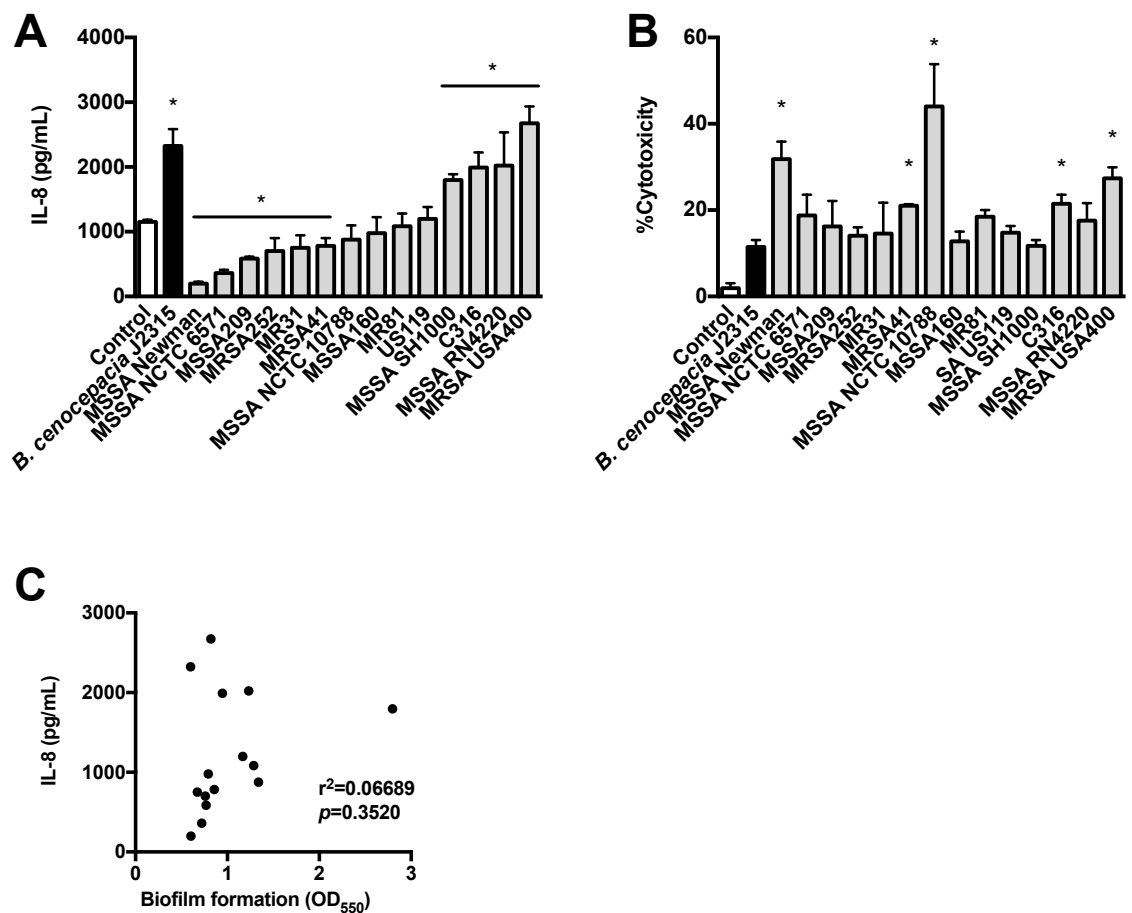 A
IL-8 (pg/mL)
4000
3000
2000
1000
0
*
*
*
Control
B. cenocepacia J2315
MSSA Newman
MSSA NCTC 6571
MSSA209
MRSA252
MR31
MRSA41
MSSA NCTC 10788
MSSA160
MR81
US119
MSSA SH1000
C316
MSSA RN4220
MRSA USA400
B
%Cytotoxicity
60
40
20
0
*
*
*
*
*
Control
B. cenocepacia J2315
MSSA Newman
MSSA NCTC 6571
MSSA209
MRSA252
MR31
MRSA41
MSSA NCTC 10788
MSSA160
MR81
SA US119
MSSA SH1000
C316
MSSA RN4220
MRSA USA400
C
IL-8 (pg/mL)
3000
2000
1000
0
r²=0.06689
p=0.3520
0 1 2 3
Biofilm formation (OD₅₅₀)